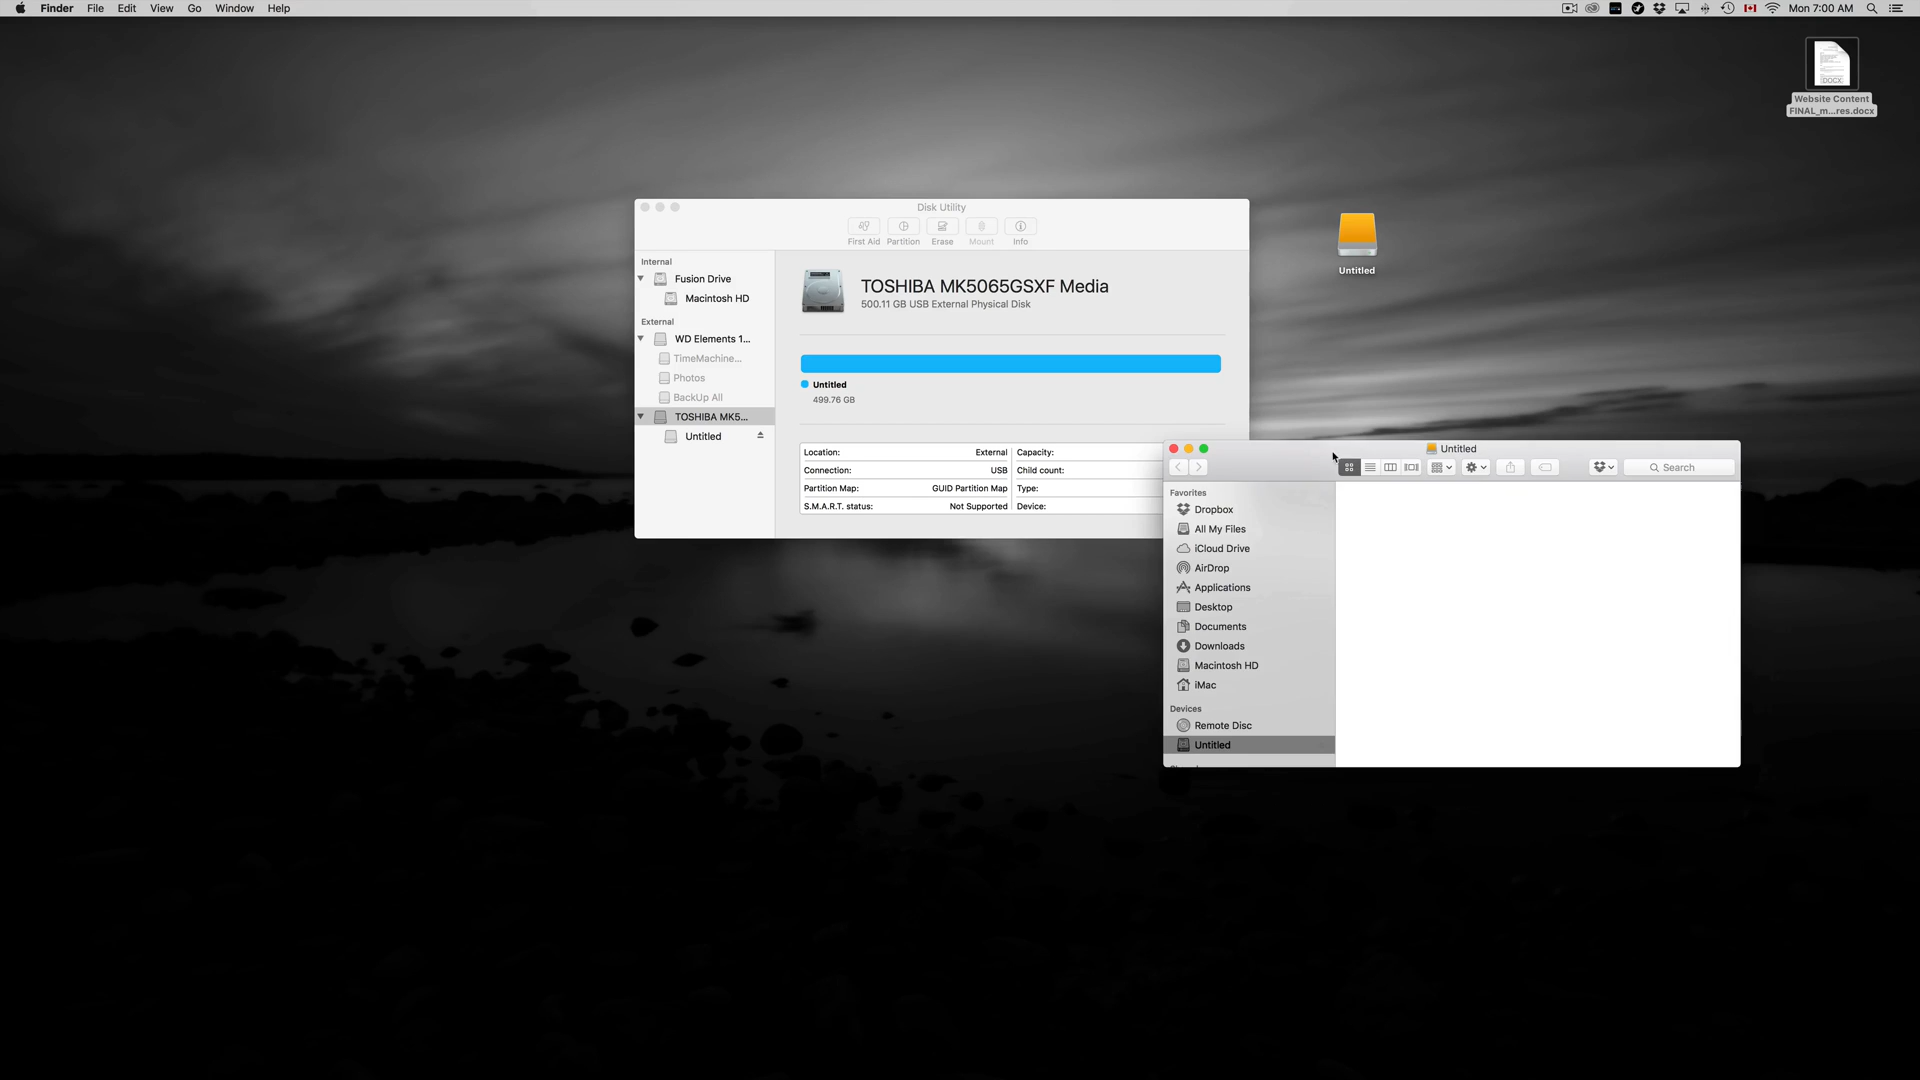 Finder File Edit View Go Window Help
Mon 7:00 AM
DOCX
Website Content
FINAL_m...res.docx
Disk Utility
First Aid Partition Erase Mount Info
Internal
Fusion Drive
Macintosh HD
External
WD Elements 1...
TimeMachine...
Photos
BackUp All
TOSHIBA MK5...
Untitled
TOSHIBA MK5065GSXF Media
500.11 GB USB External Physical Disk
Untitled
499.76 GB
Location: External Capacity:
Connection: USB Child count:
Partition Map: GUID Partition Map Type:
S.M.A.R.T. status: Not Supported Device:
Untitled
Untitled
Search
Favorites
Dropbox
All My Files
iCloud Drive
AirDrop
Applications
Desktop
Documents
Downloads
Macintosh HD
iMac
Devices
Remote Disc
Untitled